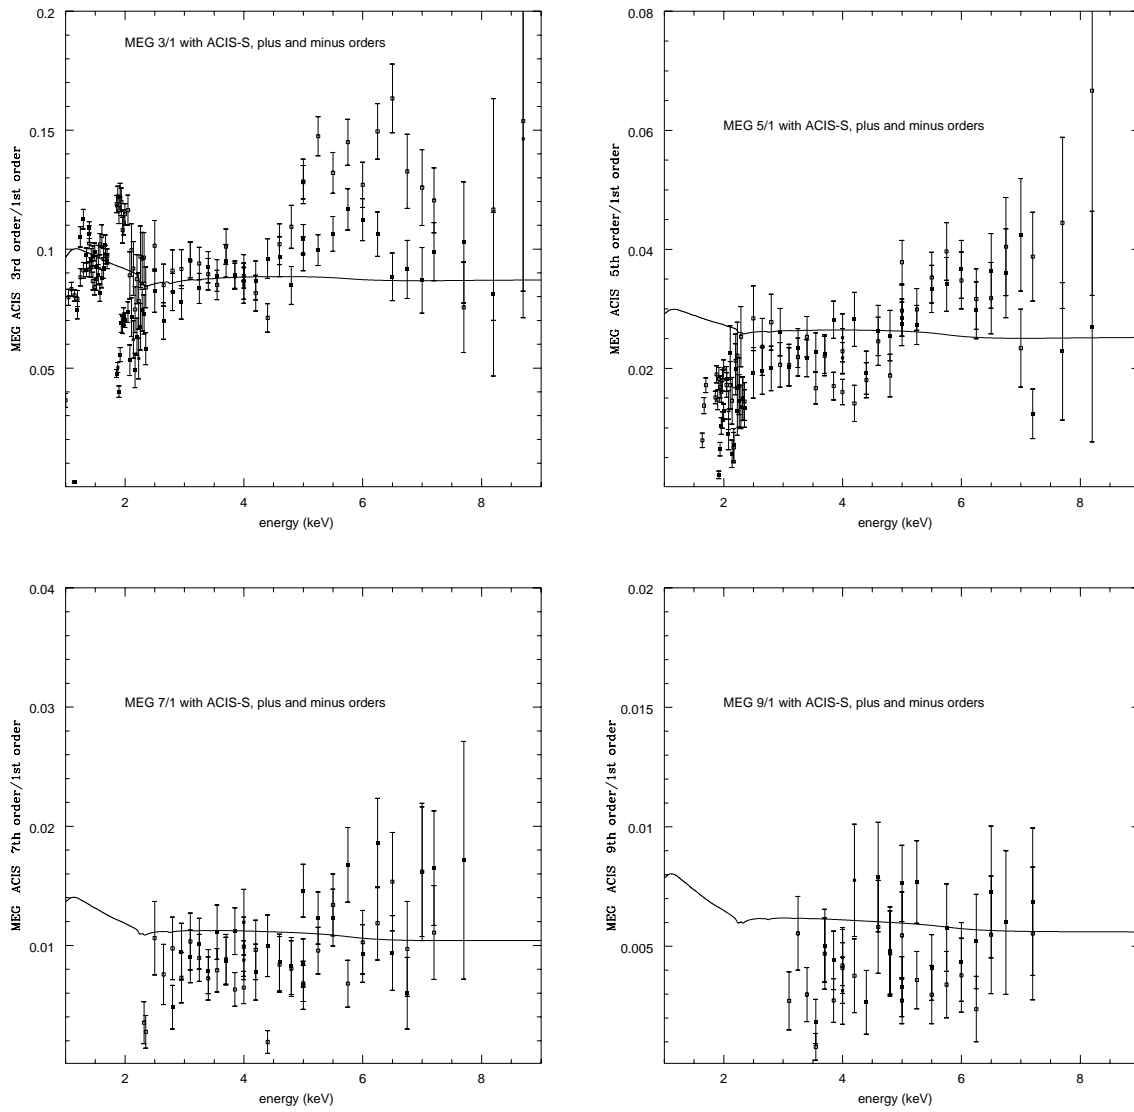 0.2
0.15
0.1
0.05
MEG 3/1 with ACIS-S, plus and minus orders
MEG ACIS 3rd order/1st order
2 4 6 8
energy (keV)
0.08
0.06
0.04
0.02
MEG 5/1 with ACIS-S, plus and minus orders
MEG ACIS 5th order/1st order
2 4 6 8
energy (keV)
0.04
0.03
0.02
0.01
MEG 7/1 with ACIS-S, plus and minus orders
MEG ACIS 7th order/1st order
2 4 6 8
energy (keV)
0.02
0.015
0.01
0.005
MEG 9/1 with ACIS-S, plus and minus orders
MEG ACIS 9th order/1st order
2 4 6 8
energy (keV)